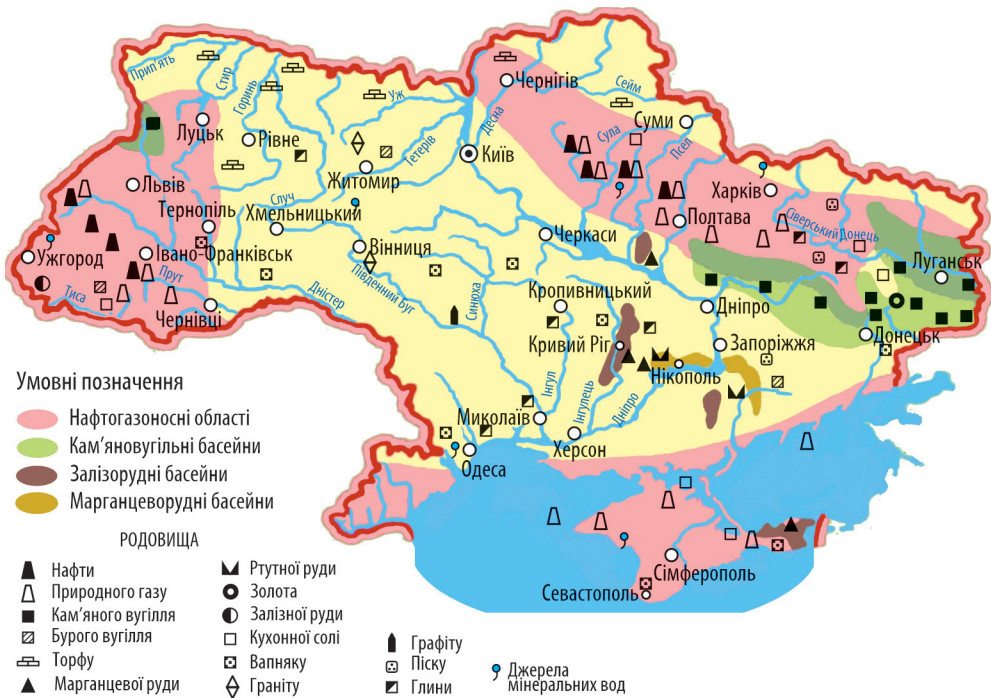 Прип'ять
Стир
Горинь
Уж
Тетерів
Десна
Сейм
Чернігів
Сула
Псел
Суми
Луцьк
Рівне
Київ
Житомир
Харків
Львів
Тернопіль
Случ
Хмельницький
Полтава
Сіверський Донець
Вінниця
Черкаси
Ужгород
Івано-Франківськ
Луганськ
Прут
Південний Буг
Тиса
Дністер
Синюха
Кропивницький
Дніпро
Чернівці
Кривий Ріг
Запоріжжя
Донецьк
Нікополь
Інгул
Інгулець
Дніпро
Миколаїв
Херсон
Одеса
Сімферополь
Севастополь
Умовні позначення
Нафтогазоносні області
Кам'яновугільні басейни
Залізорудні басейни
Марганцеворудні басейни
РОДОВИЩА
Нафти
Природного газу
Кам'яного вугілля
Бурого вугілля
Торфу
Марганцевої руди
Ртутної руди
Золота
Залізної руди
Кухонної солі
Вапняку
Граніту
Графіту
Піску
Глини
Джерела
мінеральних вод